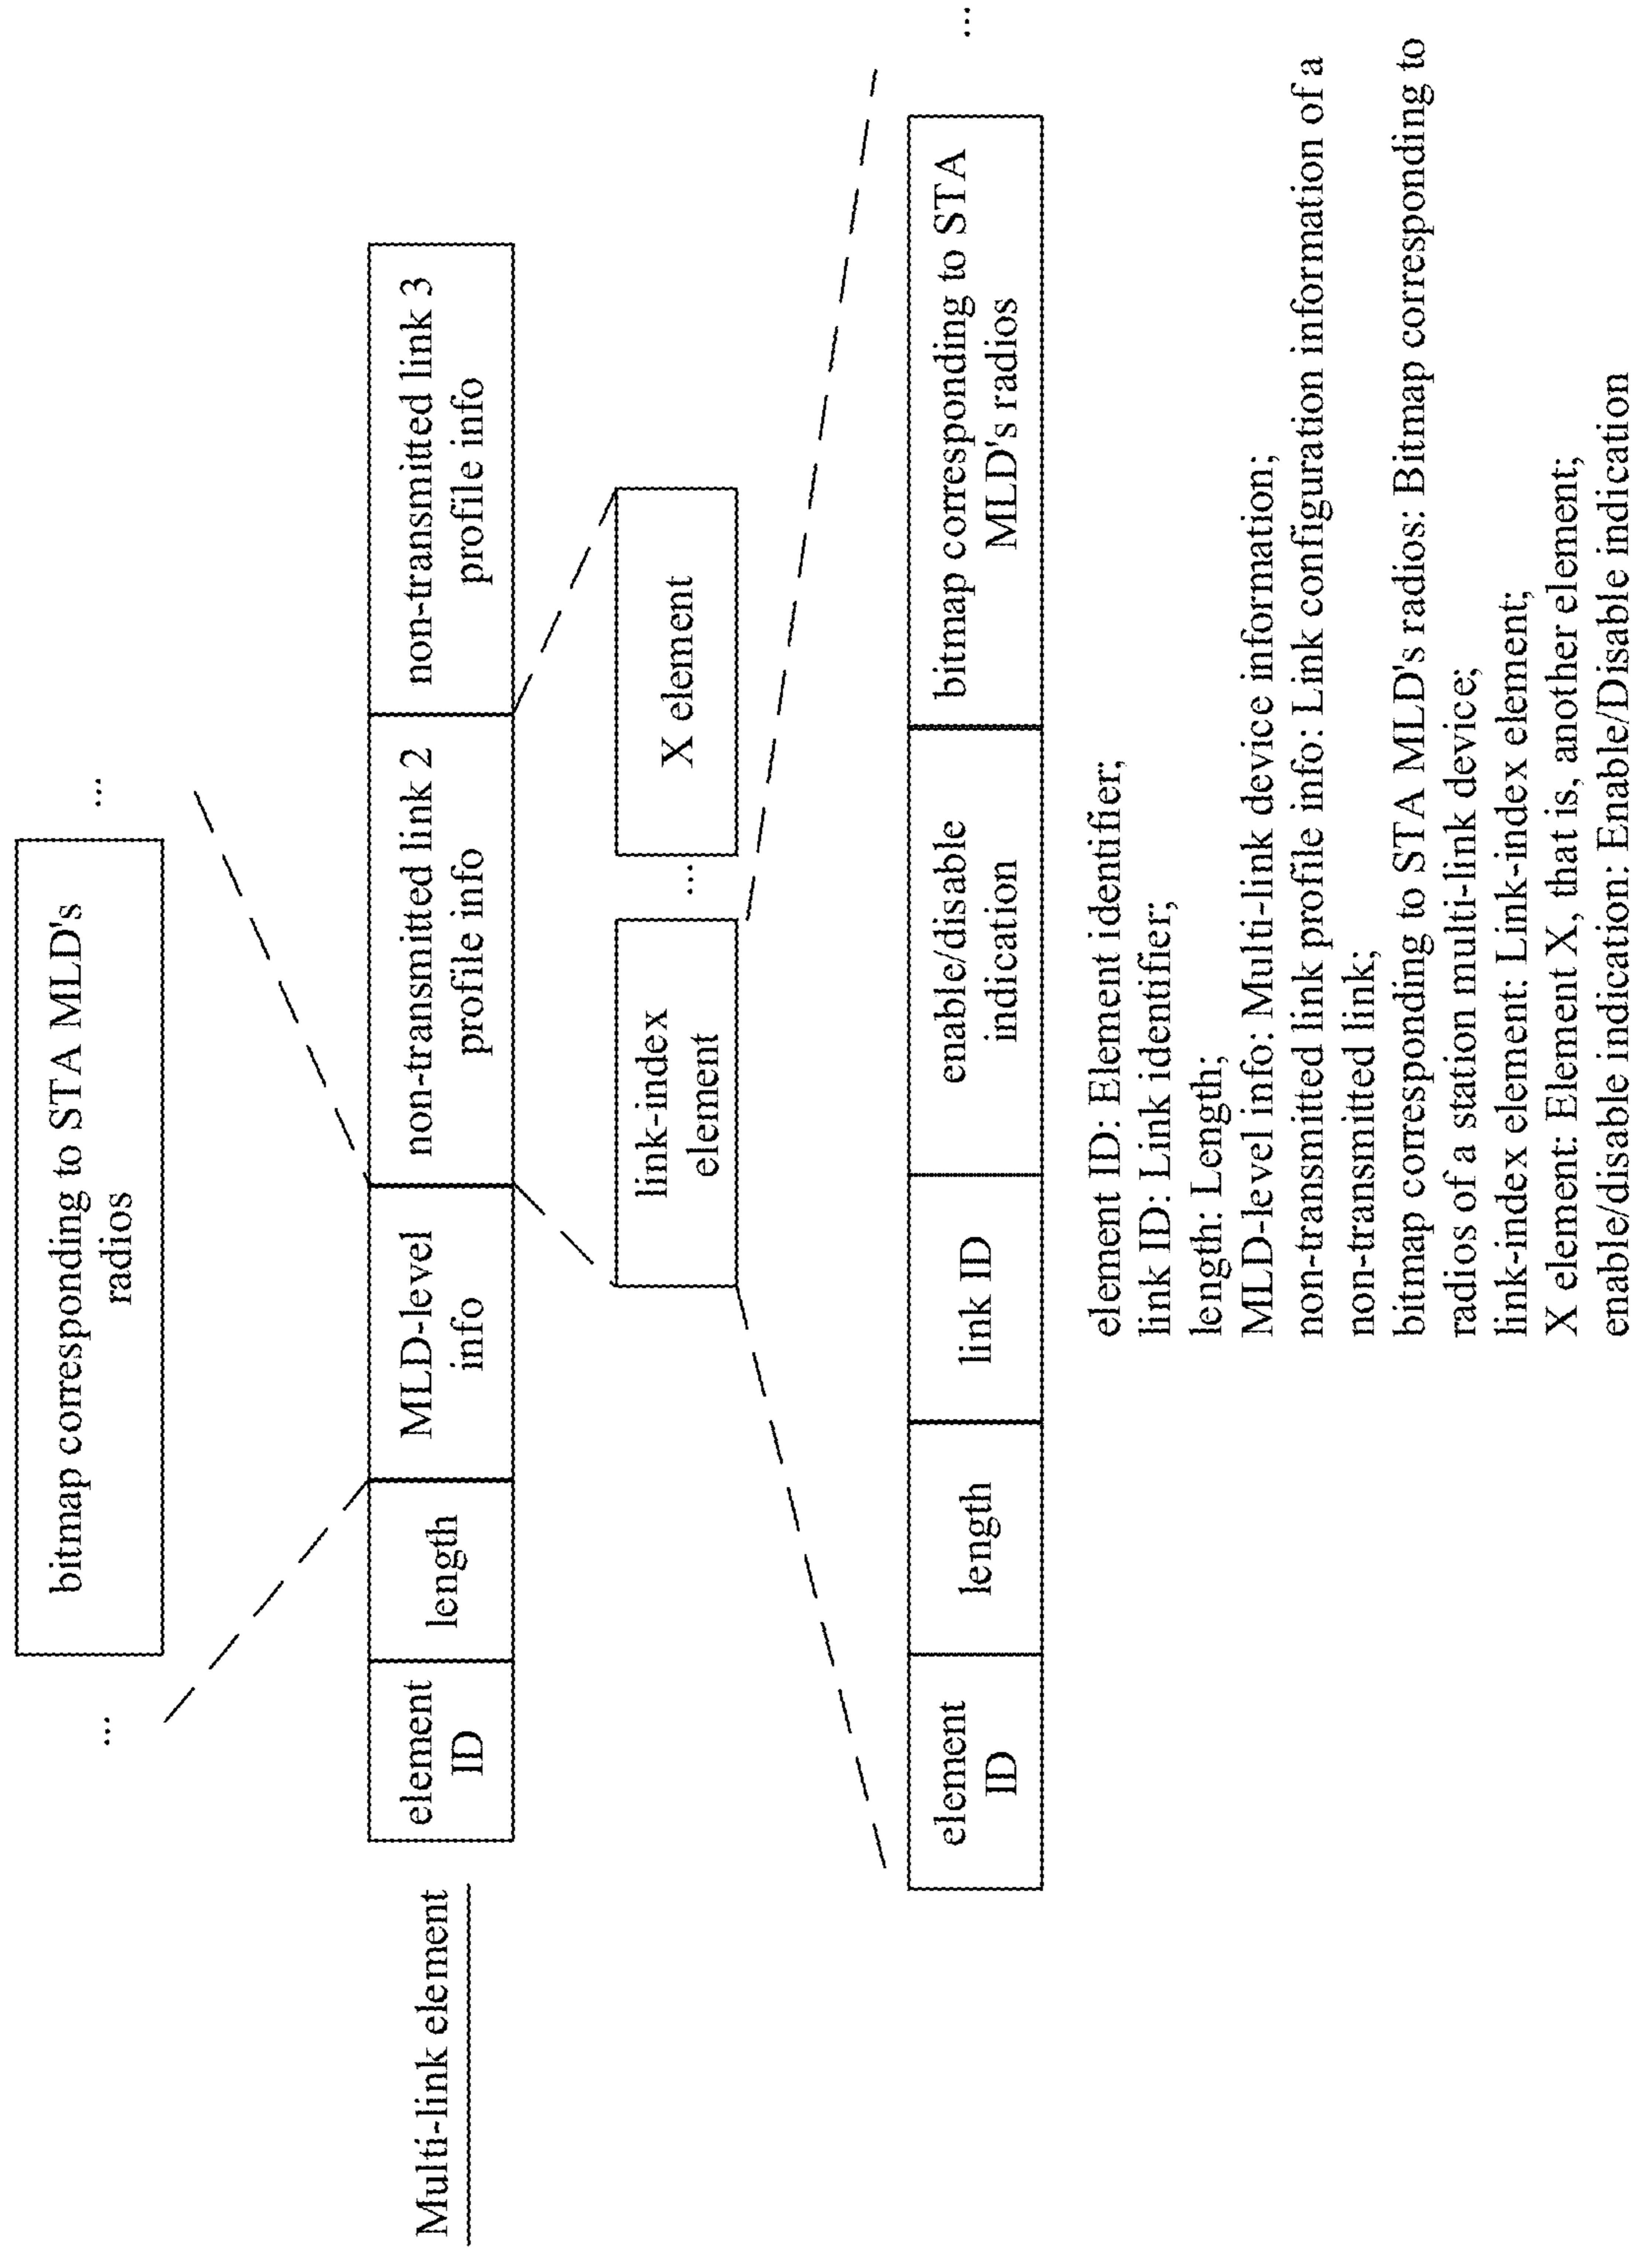 ... bitmap corresponding to STA MLD's ...
radios
Multi-link element
element
ID
length
MLD-level
info
non-transmitted link 2
profile info
non-transmitted link 3
profile info
link-index
element
...
X element
element
ID
length
link ID
enable/disable
indication
bitmap corresponding to STA
MLD's radios
...
element ID: Element identifier;
link ID: Link identifier;
length: Length;
MLD-level info: Multi-link device information;
non-transmitted link profile info: Link configuration information of a
non-transmitted link;
bitmap corresponding to STA MLD's radios: Bitmap corresponding to
radios of a station multi-link device;
link-index element: Link-index element;
X element: Element X, that is, another element;
enable/disable indication: Enable/Disable indication